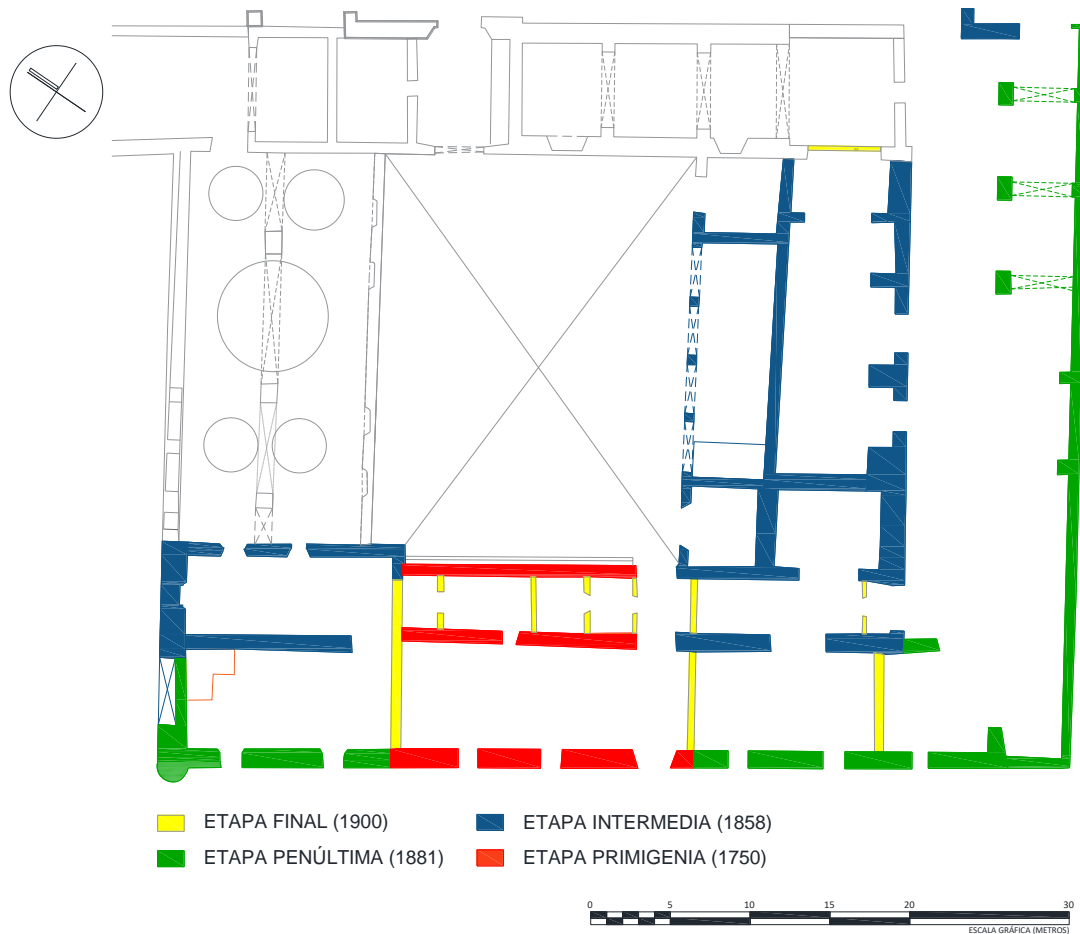 ETAPA FINAL (1900)
ETAPA INTERMEDIA (1858)
ETAPA PENÚLTIMA (1881)
ETAPA PRIMIGENIA (1750)
0 5 10 15 20 30
ESCALA GRÁFICA (METROS)